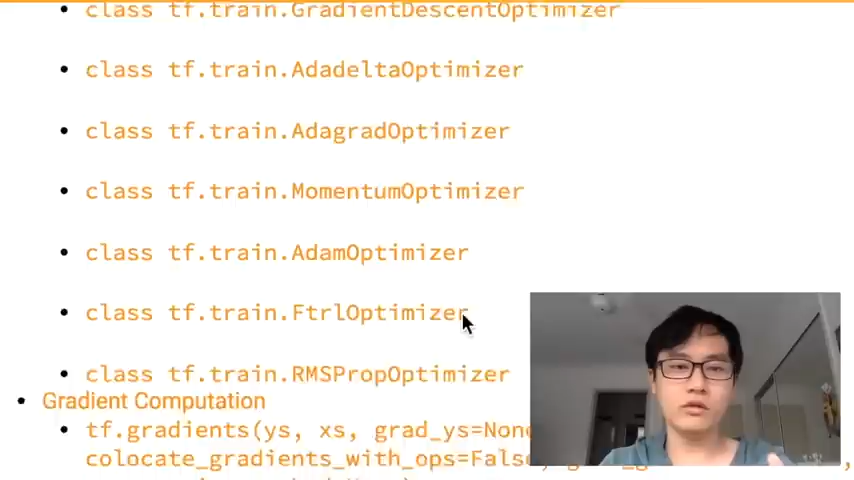 class tf.train.GradientDescentOptimizer
class tf.train.AdadeltaOptimizer
class tf.train.AdagradOptimizer
class tf.train.MomentumOptimizer
class tf.train.AdamOptimizer
class tf.train.FtrlOptimizer
class tf.train.RMSPropOptimizer
Gradient Computation
tf.gradients(ys, xs, grad_ys=None
colocate_gradients_with_ops=False,